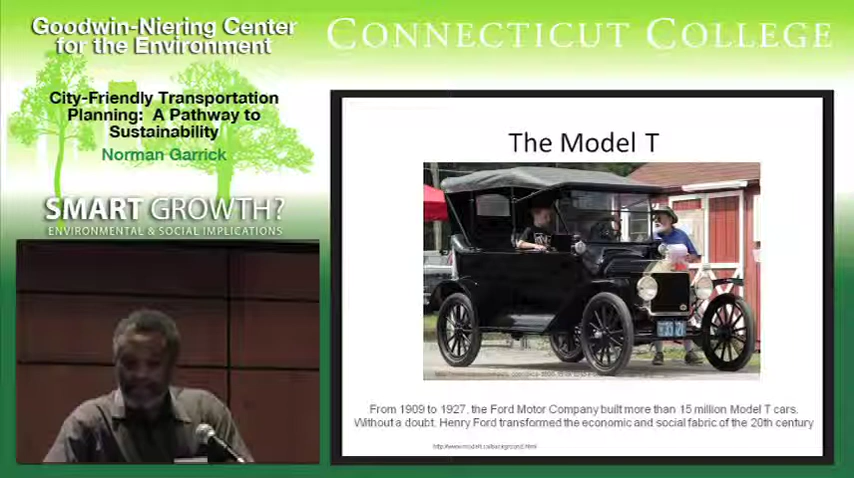 Goodwin-Niering Center
for the Environment
CONNECTICUT COLLEGE
City-Friendly Transportation
Planning: A Pathway to
Sustainability
Norman Garrick
SMART GROWTH?
ENVIRONMENTAL & SOCIAL IMPLICATIONS
The Model T
From 1909 to 1927, the Ford Motor Company built more than 15 million Model T cars.
Without a doubt, Henry Ford transformed the economic and social fabric of the 20th century